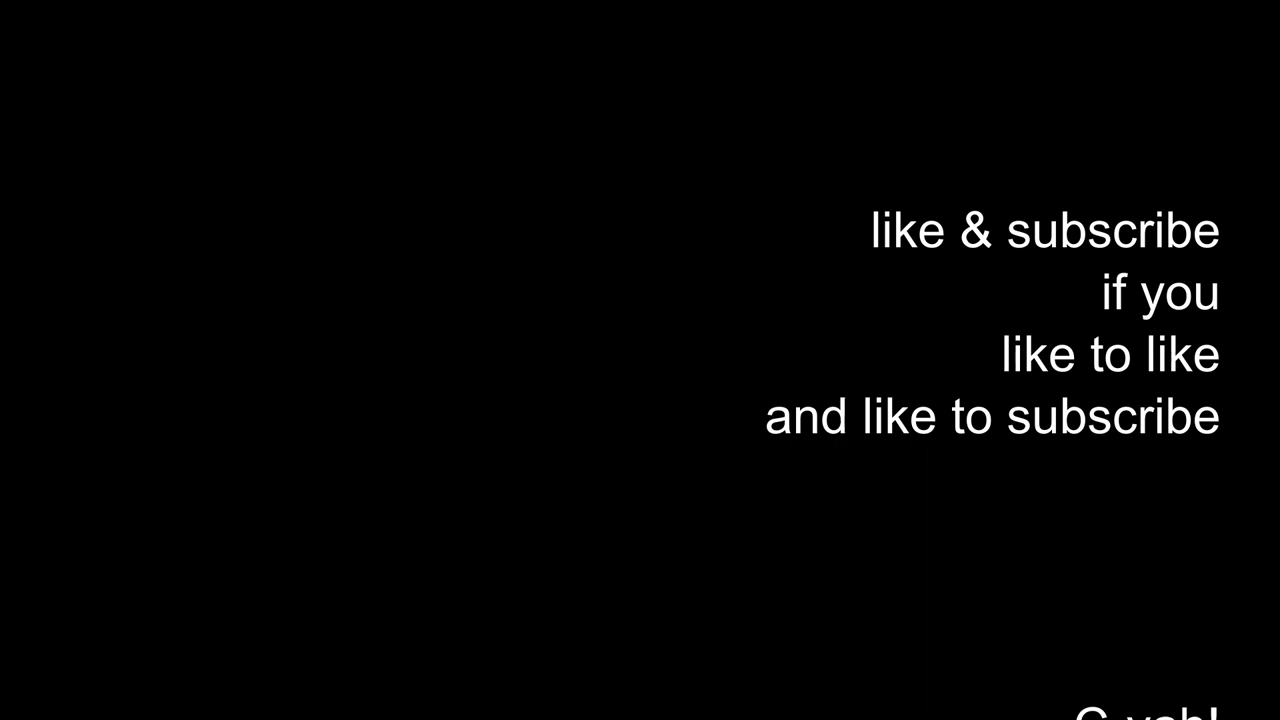 like & subscribe
if you
like to like
and like to subscribe